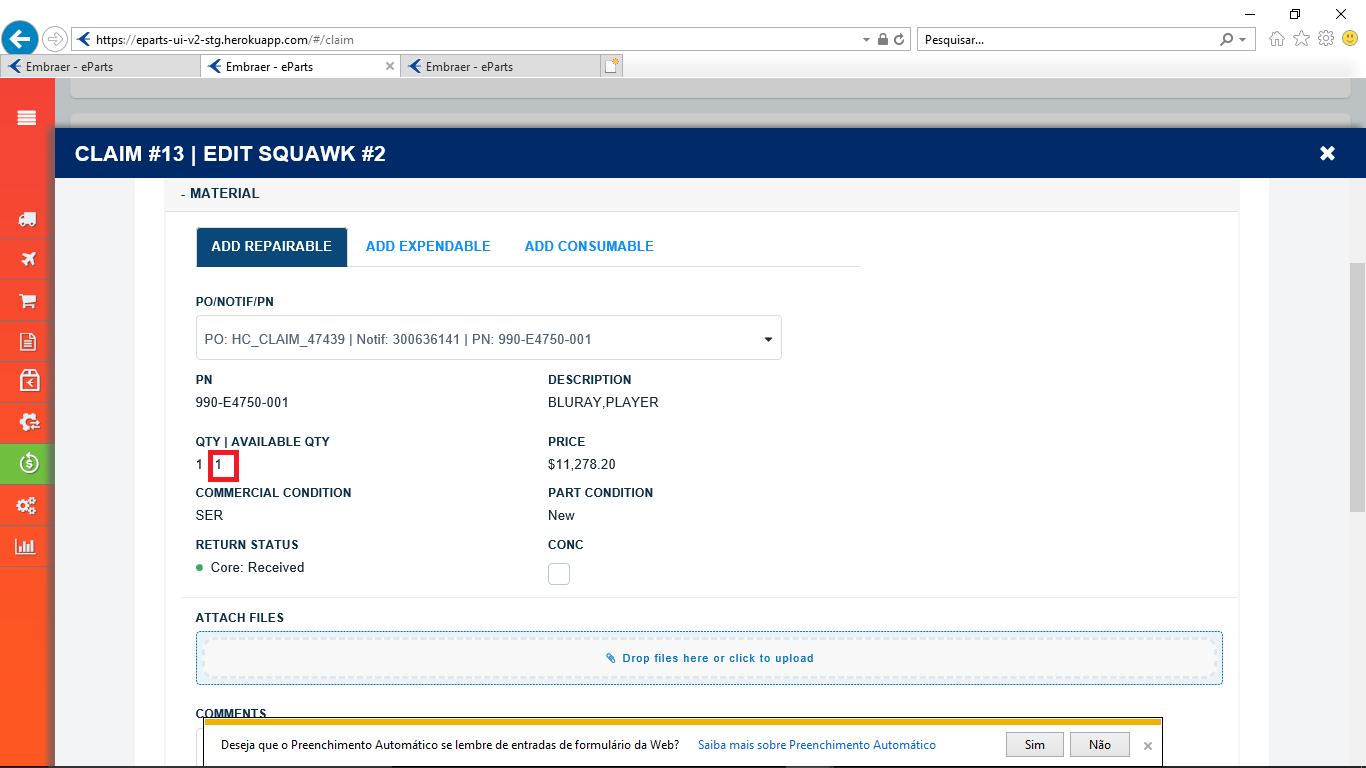 https://eparts-ui-v2-stg.herokuapp.com/#/claim
Pesquisar...
Embraer - eParts
Embraer - eParts
Embraer - eParts
CLAIM #13 | EDIT SQUAWK #2
- MATERIAL
ADD REPAIRABLE ADD EXPENDABLE ADD CONSUMABLE
PO/NOTIF/PN
PO: HC_CLAIM_47439 | Notif: 300636141 | PN: 990-E4750-001
PN DESCRIPTION
990-E4750-001 BLURAY,PLAYER
QTY | AVAILABLE QTY PRICE
1 1 $11,278.20
COMMERCIAL CONDITION PART CONDITION
SER New
RETURN STATUS CONC
Core: Received
ATTACH FILES
Drop files here or click to upload
COMMENTS
Deseja que o Preenchimento Automático se lembre de entradas de formulário da Web? Saiba mais sobre Preenchimento Automático Sim Não